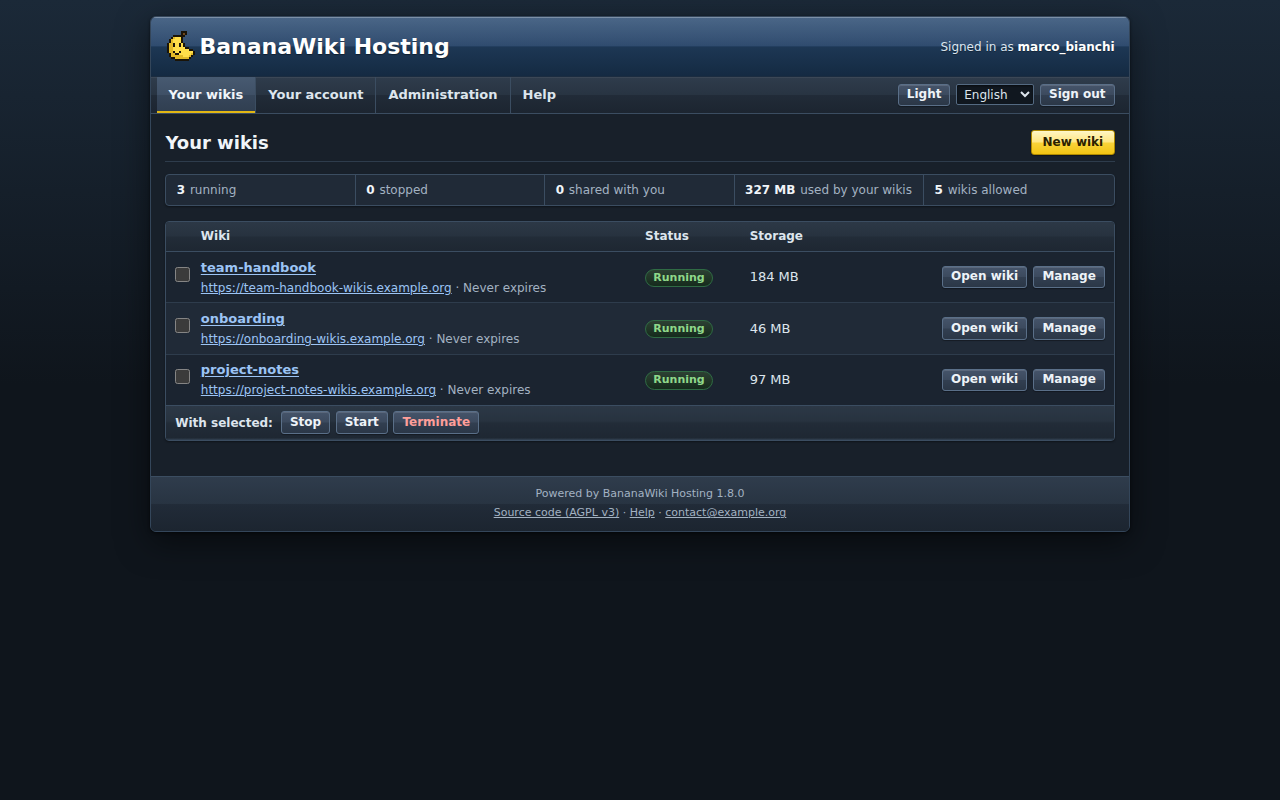 BananaWiki Hosting
Signed in as marco_bianchi
Your wikis Your account Administration Help Light English Sign out
Your wikis New wiki
3 running 0 stopped 0 shared with you 327 MB used by your wikis 5 wikis allowed
Wiki Status Storage
team-handbook
https://team-handbook-wikis.example.org · Never expires Running 184 MB Open wiki Manage
onboarding
https://onboarding-wikis.example.org · Never expires Running 46 MB Open wiki Manage
project-notes
https://project-notes-wikis.example.org · Never expires Running 97 MB Open wiki Manage
With selected: Stop Start Terminate
Powered by BananaWiki Hosting 1.8.0
Source code (AGPL v3) · Help · contact@example.org